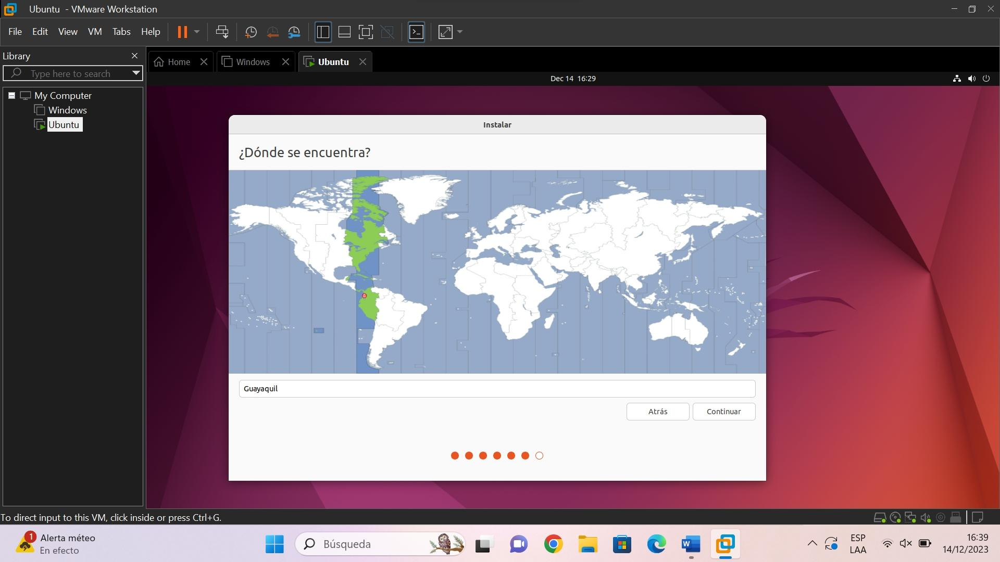 Ubuntu - VMware Workstation
File Edit View VM Tabs Help
Library
Type here to search
My Computer
Windows
Ubuntu
Home
Windows
Ubuntu
Dec 14 16:29
Instalar
¿Dónde se encuentra?
Guayaquil
Atrás
Continuar
To direct input to this VM, click inside or press Ctrl+G.
1
Alerta méteo
En efecto
Búsqueda
W
ESP
LAA
16:39
14/12/2023